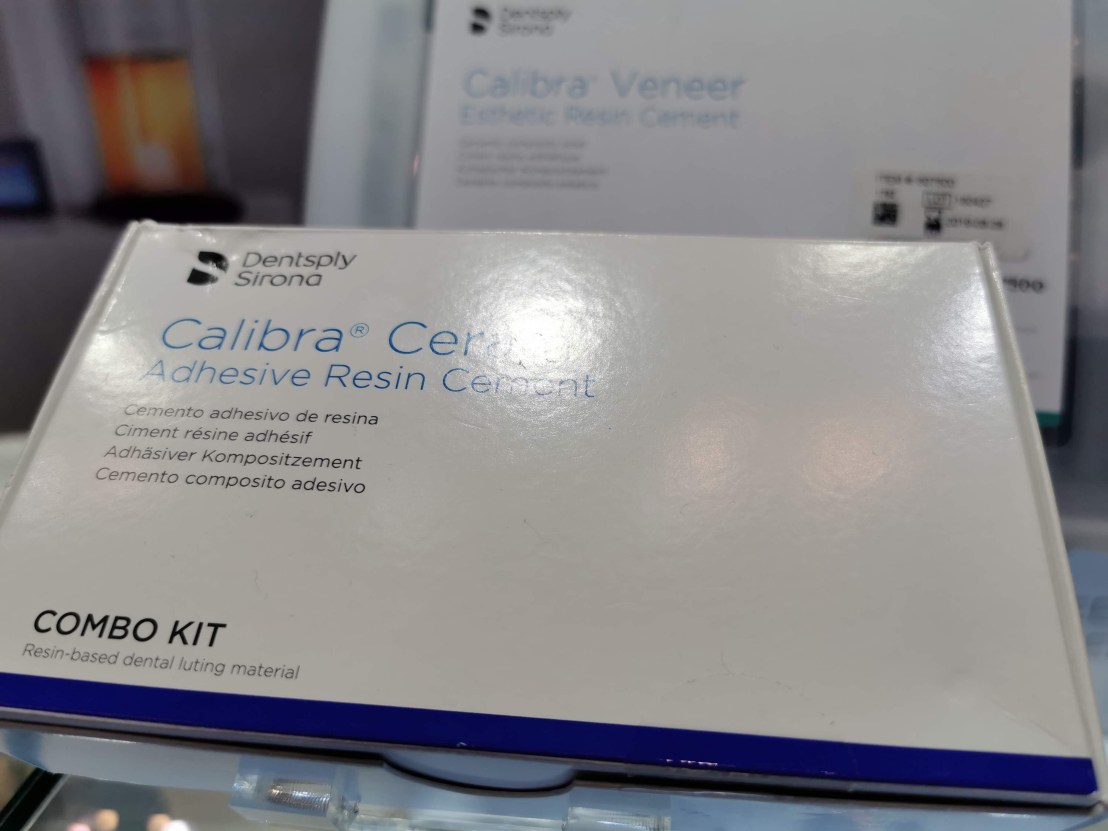 Dentsply
Sirona
Calibra Veneer
Esthetic Resin Cement
Dentsply
Sirona
Calibra®
Adhesive Resin Cement
Cemento adhesivo de resina
Ciment résine adhésif
Adhäsiver Kompositzement
Cemento composito adesivo
COMBO KIT
Resin-based dental luting material